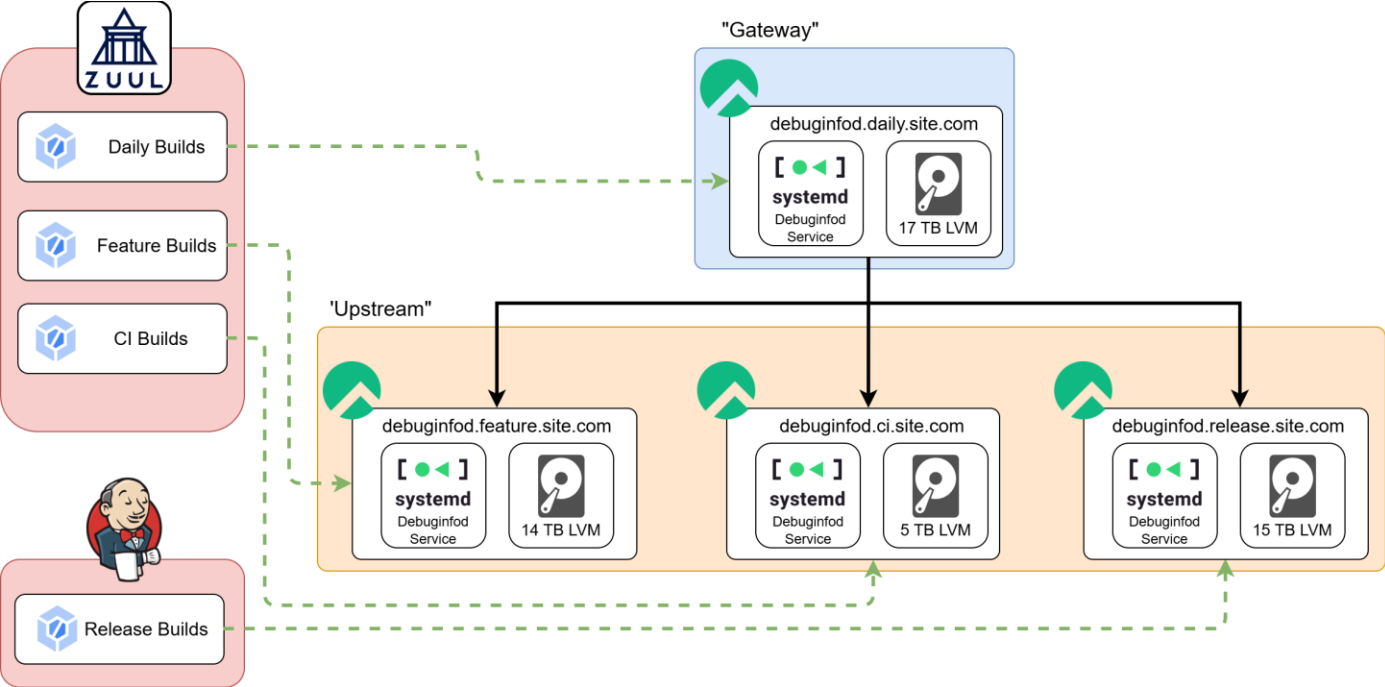 ZUUL
Daily Builds
Feature Builds
CI Builds
Release Builds
"Gateway"
debuginfod.daily.site.com
[ ]
systemd
Debuginfod
Service
17 TB LVM
'Upstream"
debuginfod.feature.site.com
[ ]
systemd
Debuginfod
Service
14 TB LVM
debuginfod.ci.site.com
[ ]
systemd
Debuginfod
Service
5 TB LVM
debuginfod.release.site.com
[ ]
systemd
Debuginfod
Service
15 TB LVM